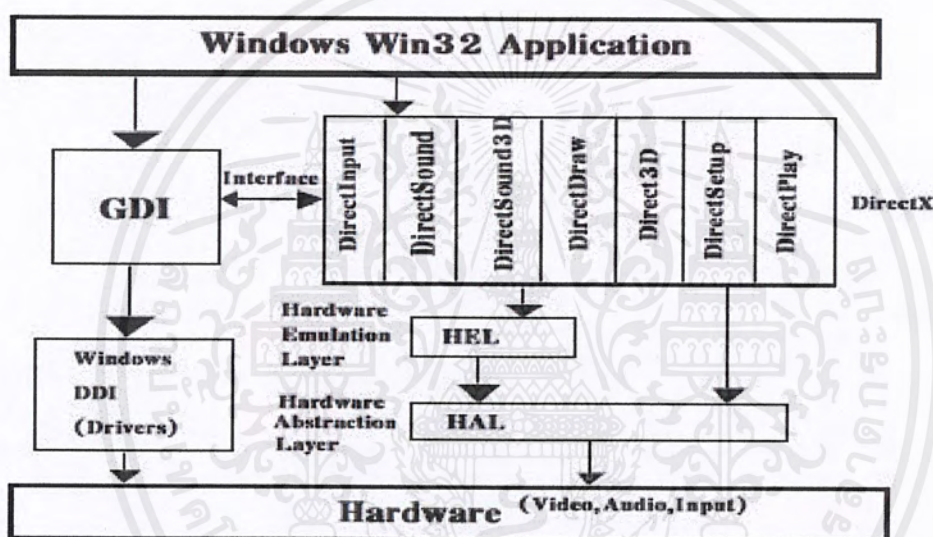 Windows Win32 Application
GDI
Interface
DirectInput
DirectSound
DirectSound3D
DirectDraw
Direct3D
DirectSetup
DirectPlay
DirectX
Hardware
Emulation
Layer
HEL
Windows
DDI
(Drivers)
Hardware
Abstraction
Layer
HAL
Hardware (Video,Audio,Input)